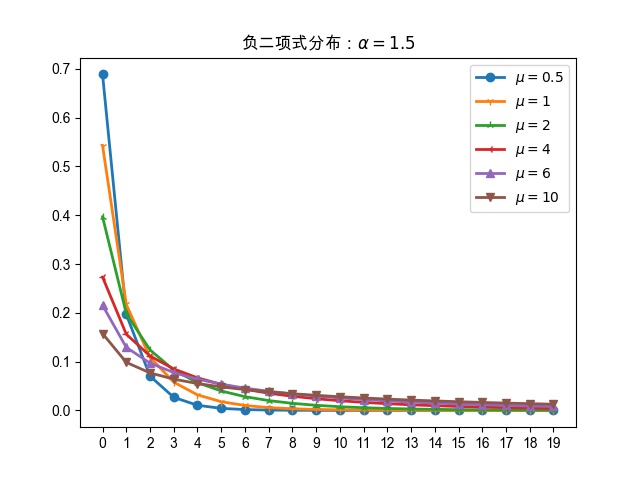 负二项式分布：α = 1.5
0.7
0.6
0.5
0.4
0.3
0.2
0.1
0.0
μ = 0.5
μ = 1
μ = 2
μ = 4
μ = 6
μ = 10
0 1 2 3 4 5 6 7 8 9 10 11 12 13 14 15 16 17 18 19